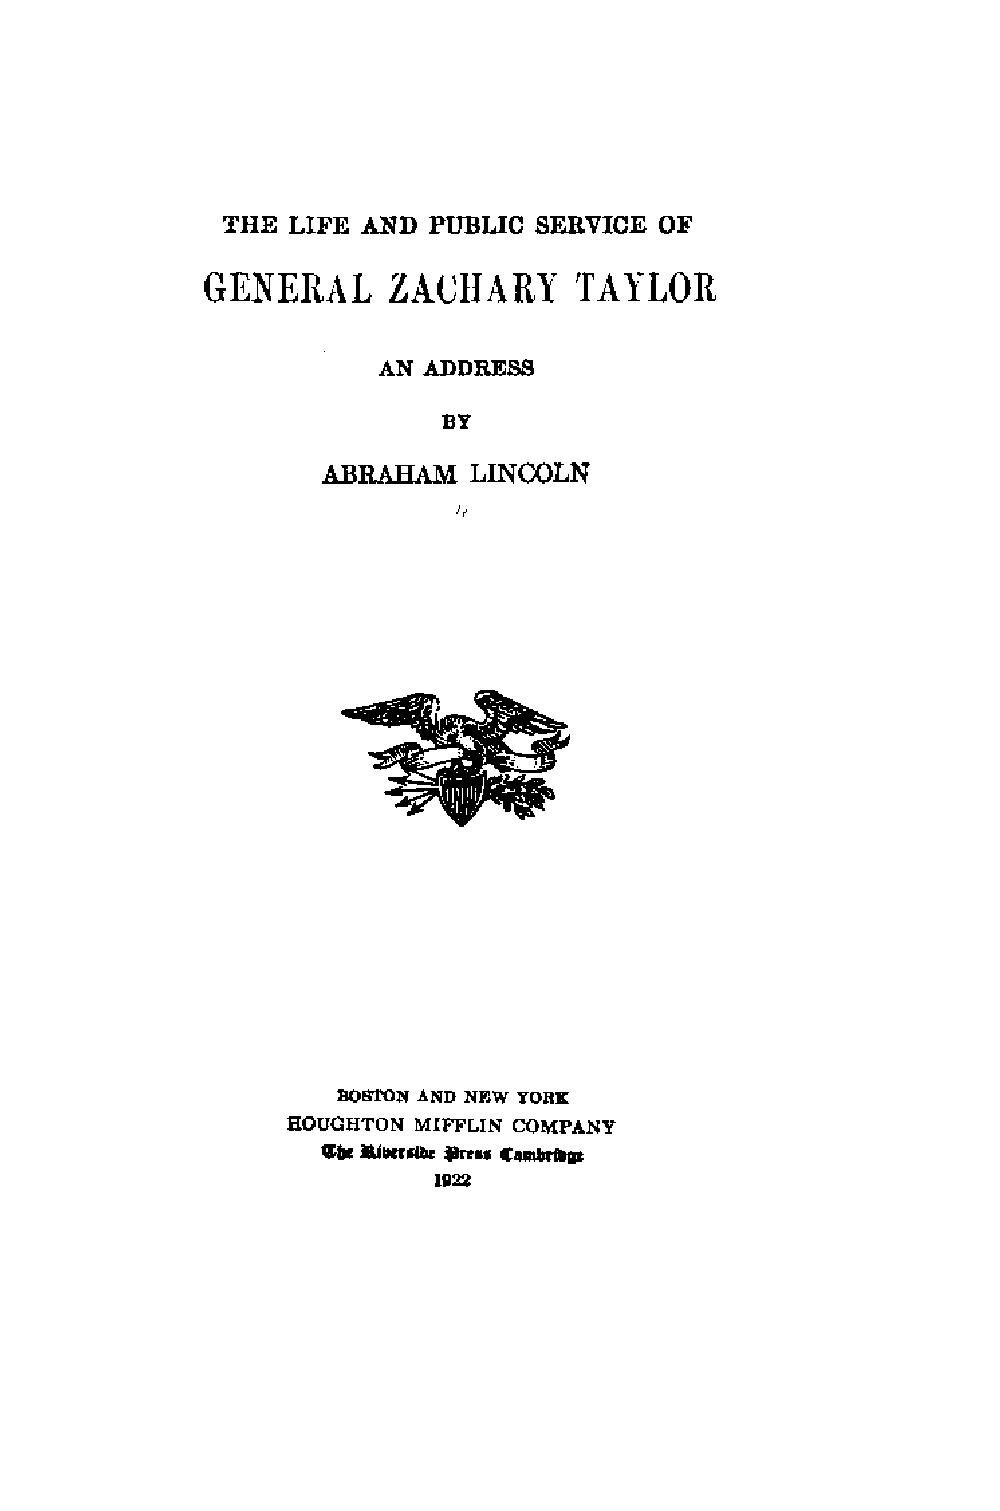 THE LIFE AND PUBLIC SERVICE OF
GENERAL ZACHARY TAYLOR
AN ADDRESS
BY
ABRAHAM LINCOLN
BOSTON AND NEW YORK
HOUGHTON MIFFLIN COMPANY
The Riverside Press Cambridge
1922